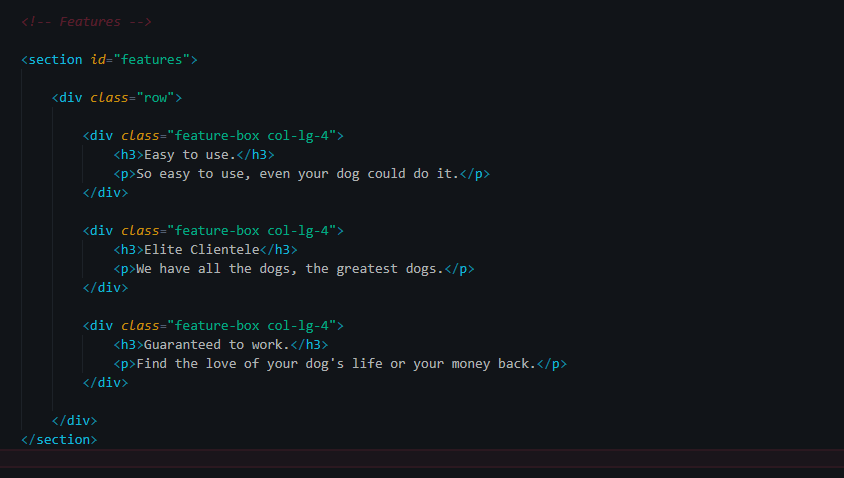 <!-- Features -->
<section id="features">
<div class="row">
<div class="feature-box col-lg-4">
<h3>Easy to use.</h3>
<p>So easy to use, even your dog could do it.</p>
</div>
<div class="feature-box col-lg-4">
<h3>Elite Clientele</h3>
<p>We have all the dogs, the greatest dogs.</p>
</div>
<div class="feature-box col-lg-4">
<h3>Guaranteed to work.</h3>
<p>Find the love of your dog's life or your money back.</p>
</div>
</div>
</section>